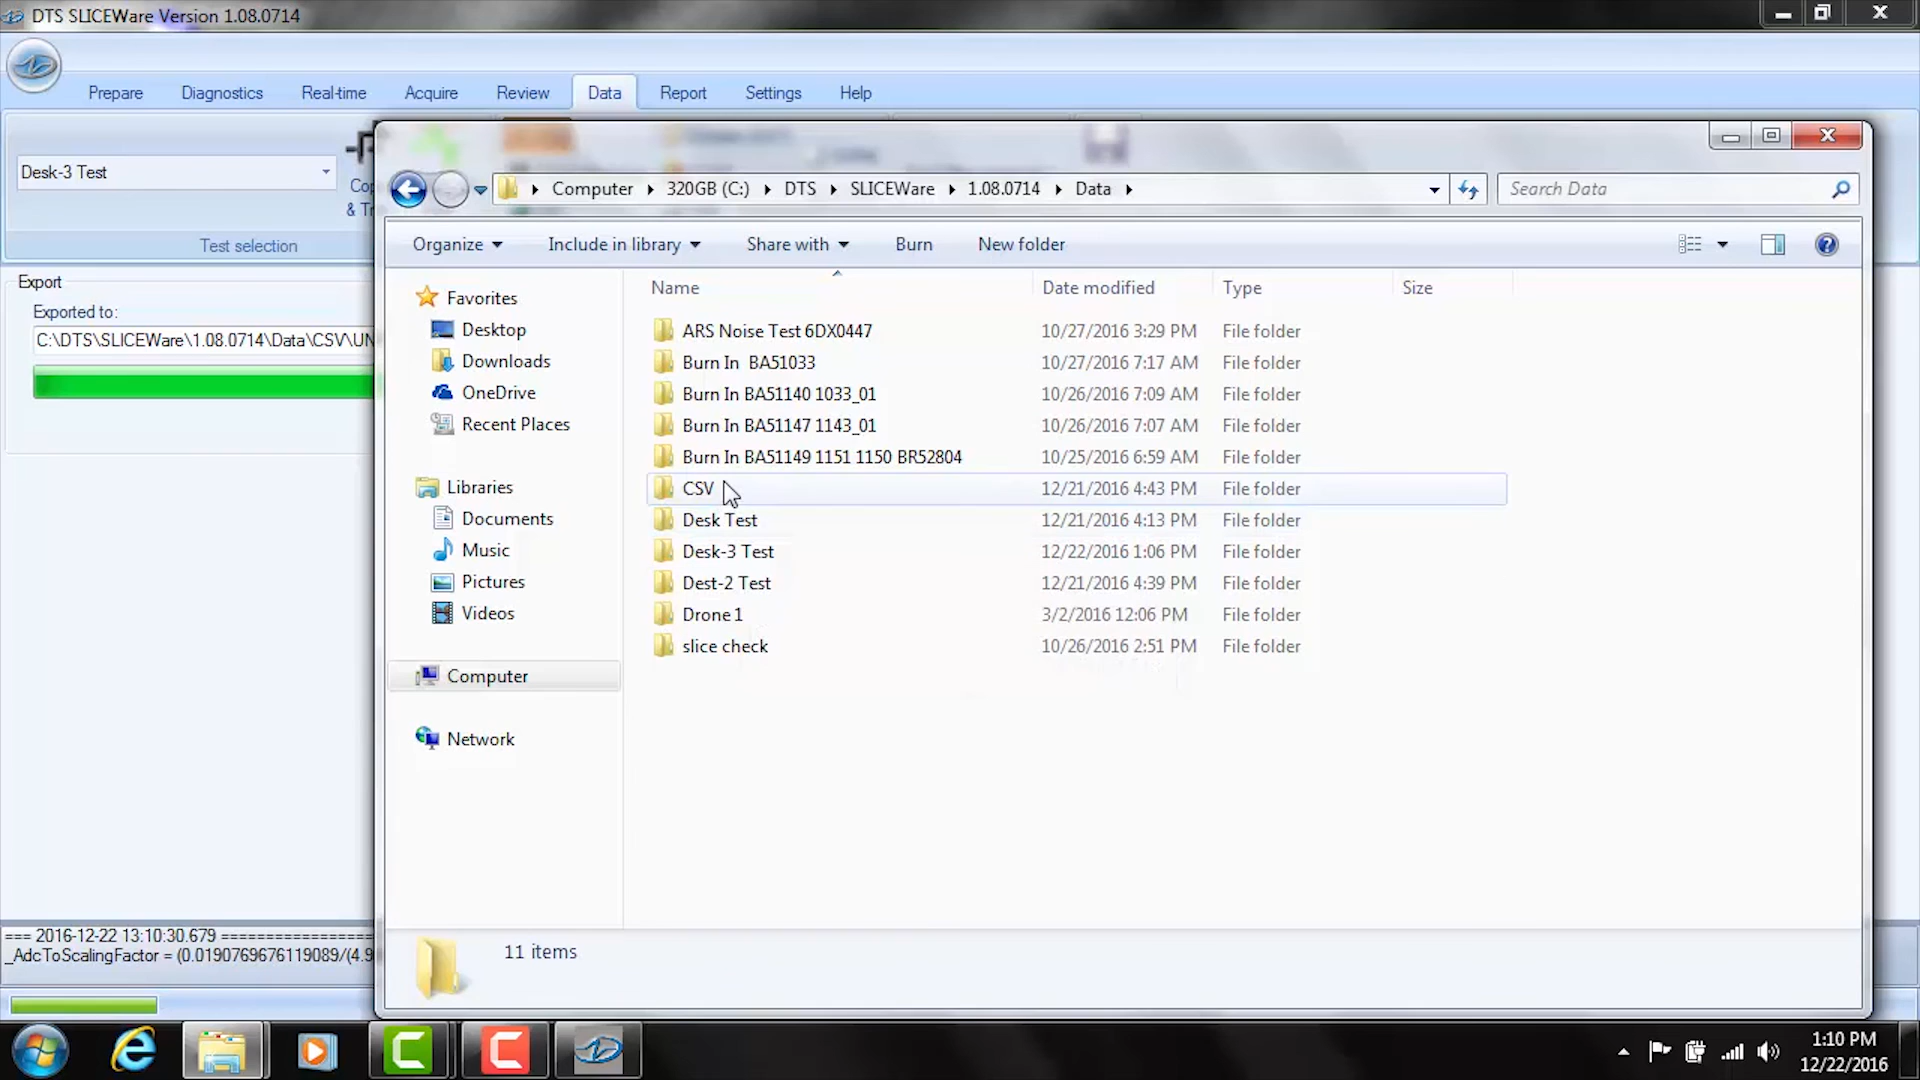 DTS SLICEWare Version 1.08.0714
Prepare Diagnostics Real-time Acquire Review Data Report Settings Help
Desk-3 Test
Test selection
Export
Exported to:
C:\DTS\SLICEWare\1.08.0714\Data\CSV\UN
Computer 320GB (C:) DTS SLICEWare 1.08.0714 Data
Search Data
Organize Include in library Share with Burn New folder
Favorites
Desktop
Downloads
OneDrive
Recent Places
Libraries
Documents
Music
Pictures
Videos
Computer
Network
Name Date modified Type Size
ARS Noise Test 6DX0447 10/27/2016 3:29 PM File folder
Burn In  BA51033 10/27/2016 7:17 AM File folder
Burn In BA51140 1033_01 10/26/2016 7:09 AM File folder
Burn In BA51147 1143_01 10/26/2016 7:07 AM File folder
Burn In BA51149 1151 1150 BR52804 10/25/2016 6:59 AM File folder
CSV 12/21/2016 4:43 PM File folder
Desk Test 12/21/2016 4:13 PM File folder
Desk-3 Test 12/22/2016 1:06 PM File folder
Dest-2 Test 12/21/2016 4:39 PM File folder
Drone 1 3/2/2016 12:06 PM File folder
slice check 10/26/2016 2:51 PM File folder
11 items
=== 2016-12-22 13:10:30.679 ==================
_AdcToScalingFactor = (0.0190769676119089/(4.9
1:10 PM
12/22/2016